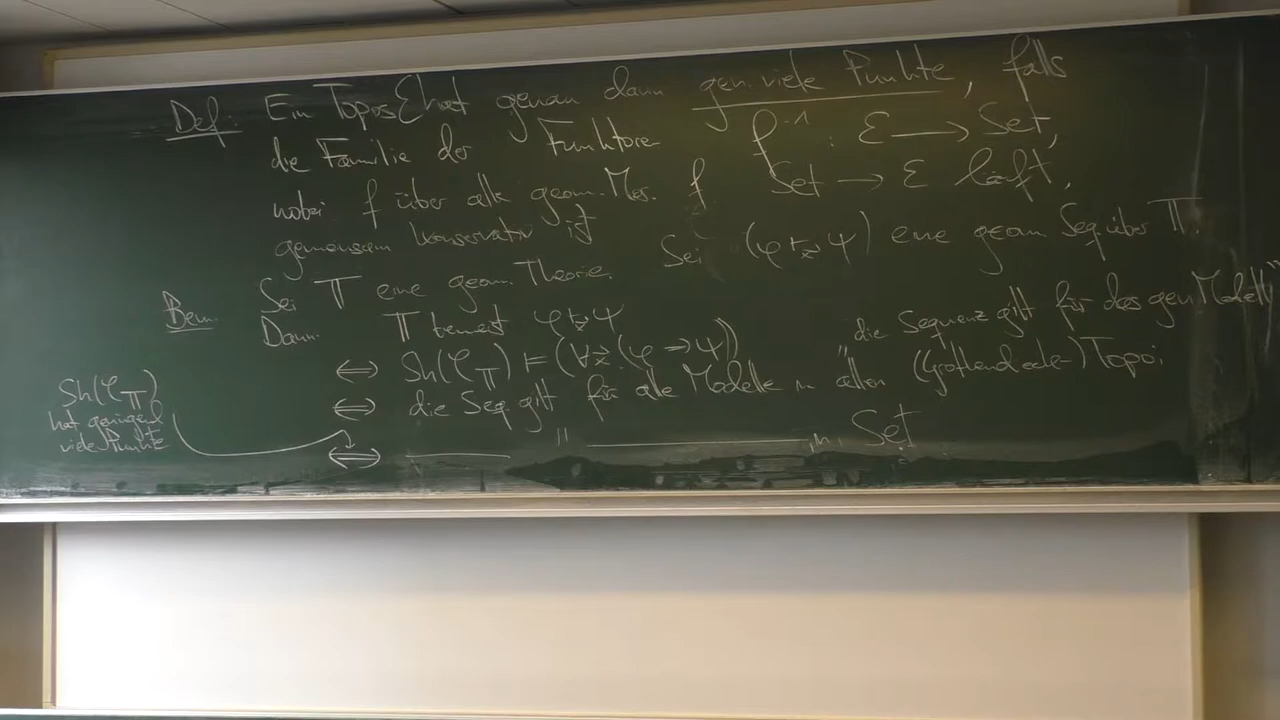 Def: Ein Topos ℰ hat genau dann gen. viele Punkte, falls
die Familie der Funktore f⁻¹ : ℰ → Set,
wobei f über alle geom. Mor. f Set → ℰ läuft,
gemeinsam konservativ ist
Bem. Sei 𝕋 eine geom. Theorie. Sei (φ ⊢_x⃗ ψ) eine geom Seq über 𝕋.
Dann. 𝕋 beweist φ ⊢_x⃗ ψ
⇔ Sh(𝒞_𝕋) ⊨ (∀x⃗. (φ ⇒ ψ)) "die Sequenz gilt für das gen. Modell"
⇔ die Seq. gilt für alle Modelle in allen (Grothendieck-) Topoi
⇔ —— " —— " in Set
Sh(𝒞_𝕋)
hat genügend
viele Punkte